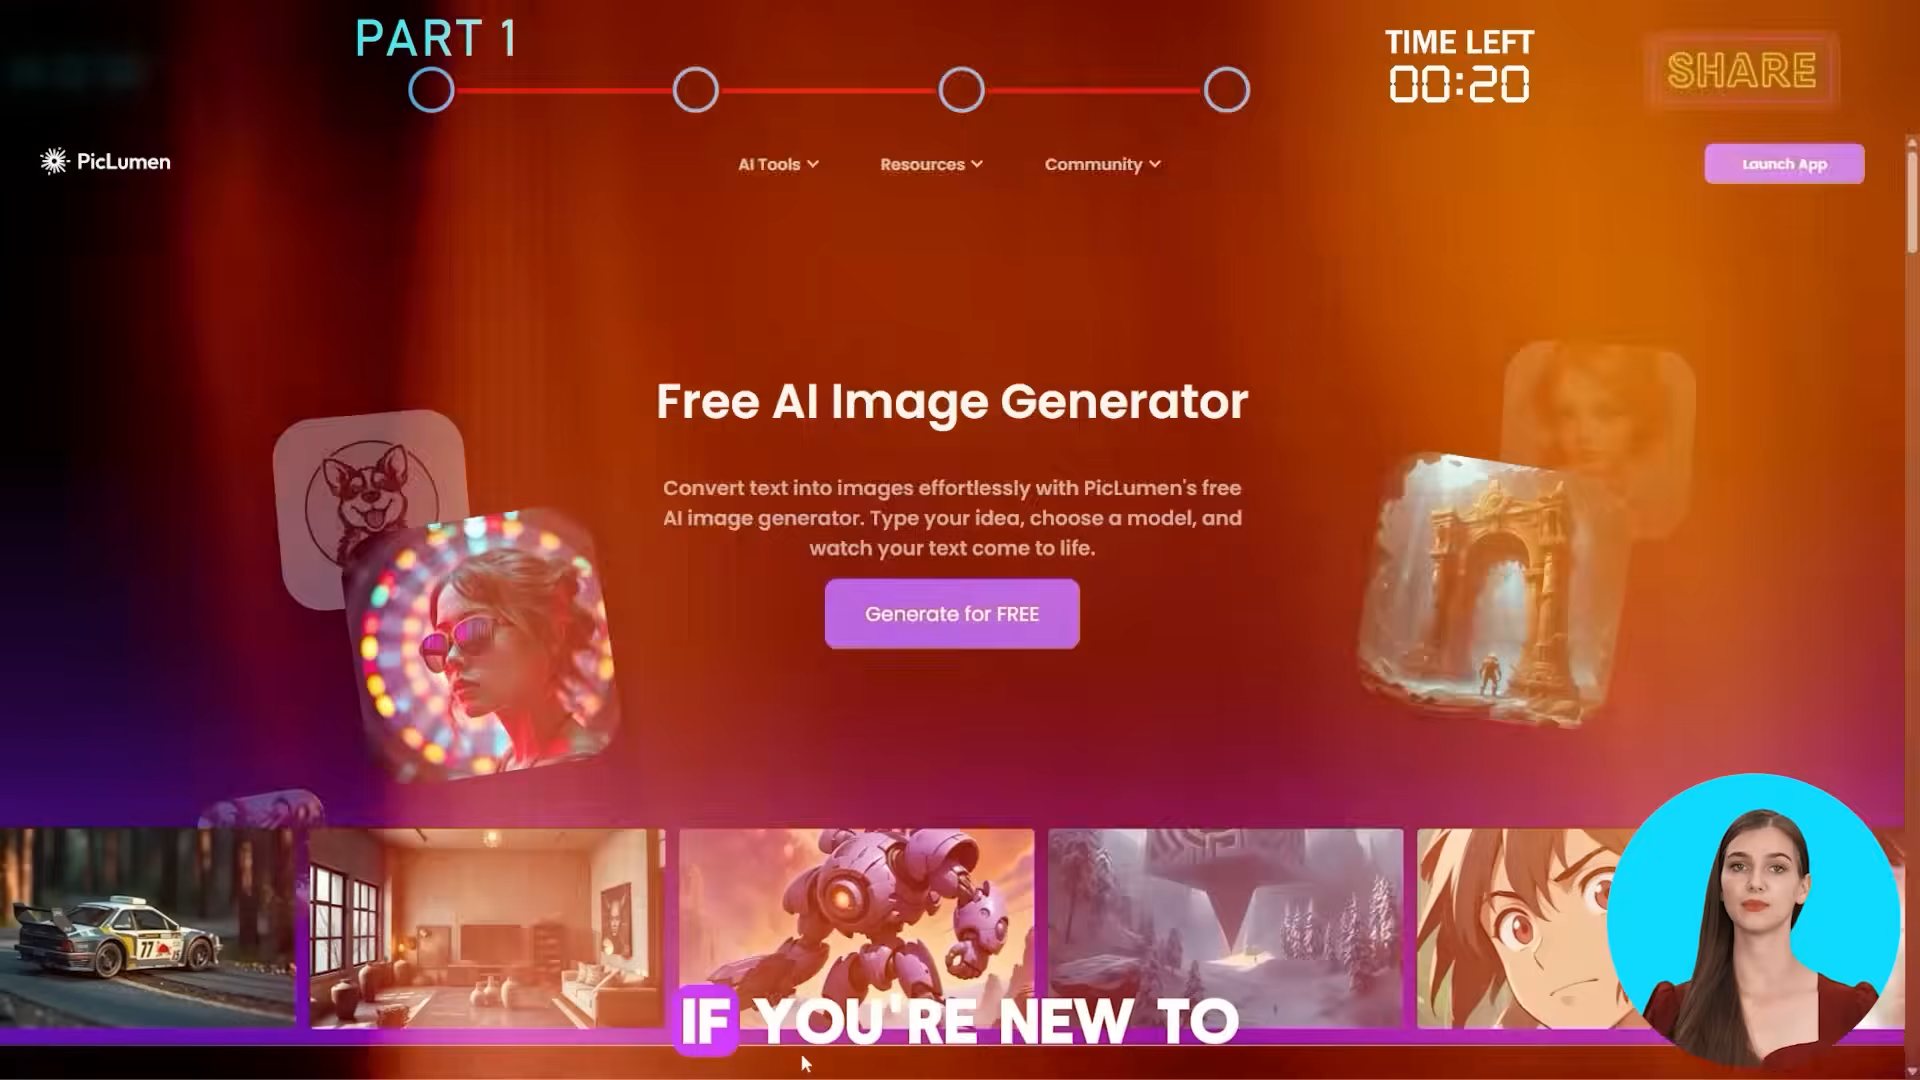 PART 1
TIME LEFT
00:20
SHARE
PicLumen
AI Tools
Resources
Community
Launch App
Free AI Image Generator
Convert text into images effortlessly with PicLumen's free
AI image generator. Type your idea, choose a model, and
watch your text come to life.
Generate for FREE
77
IF YOU'RE NEW TO